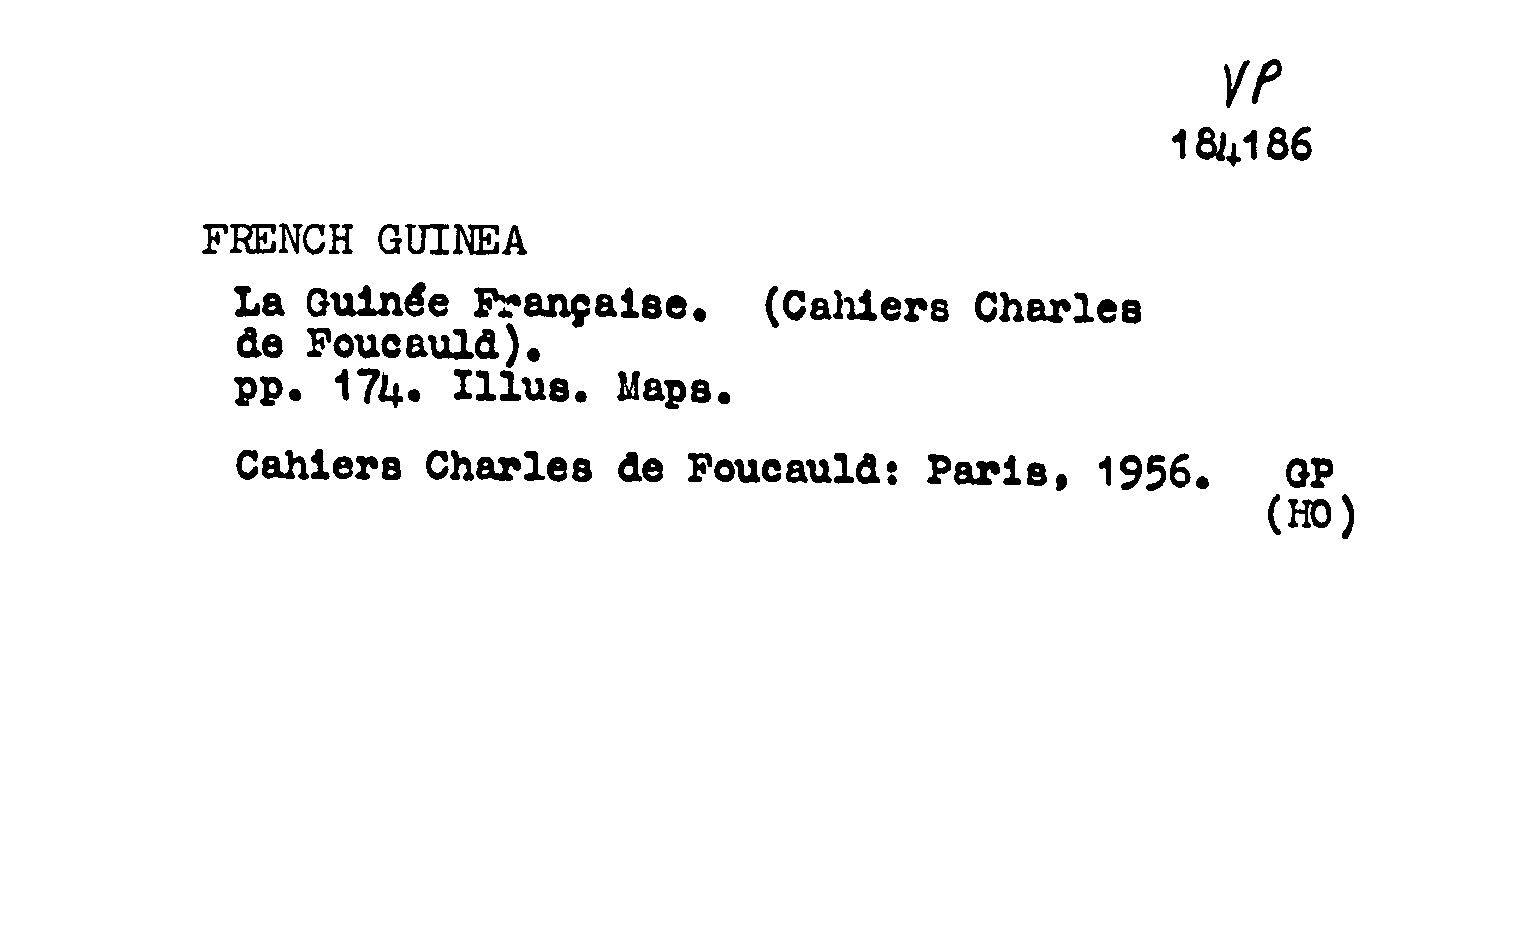 VP
184186
FRENCH GUINEA
La Guinée Française. (Cahiers Charles
de Foucauld).
pp. 174. Illus. Maps.
Cahiers Charles de Foucauld: Paris, 1956. GP
(HO)